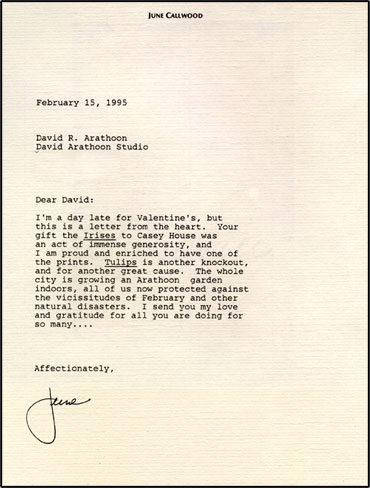 JUNE CALLWOOD
February 15, 1995
David R. Arathoon
David Arathoon Studio
Dear David:
I'm a day late for Valentine's, but
this is a letter from the heart. Your
gift the Irises to Casey House was
an act of immense generosity, and
I am proud and enriched to have one of
the prints. Tulips is another knockout,
and for another great cause. The whole
city is growing an Arathoon garden
indoors, all of us now protected against
the vicissitudes of February and other
natural disasters. I send you my love
and gratitude for all you are doing for
so many....
Affectionately,
June